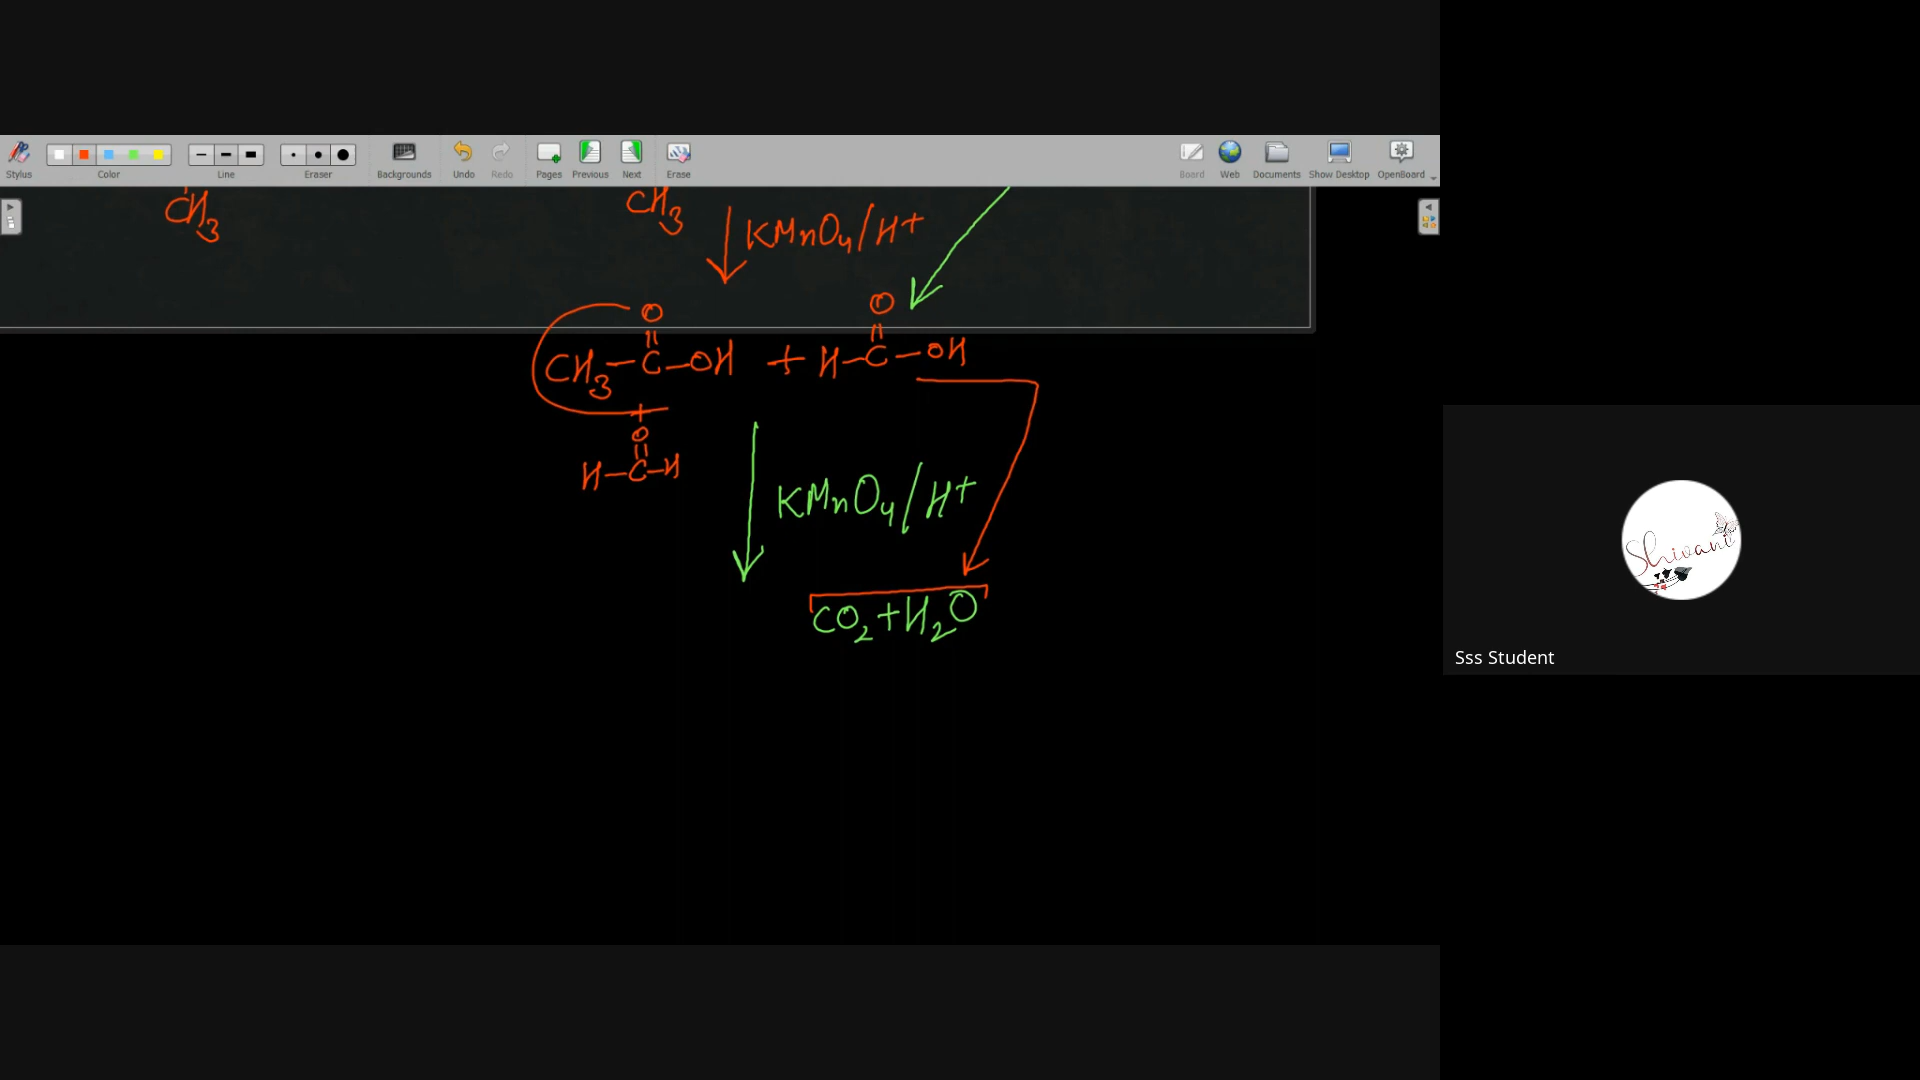 Stylus Color Line Eraser Backgrounds Undo Redo Pages Previous Next Erase Board Web Documents Show Desktop OpenBoard
CH3 CH3
KMnO4/H+
O O
|| ||
CH3-C-OH + H-C-OH
+
O
||
H-C-H
KMnO4/H+
CO2+H2O
Shivani
Sss Student